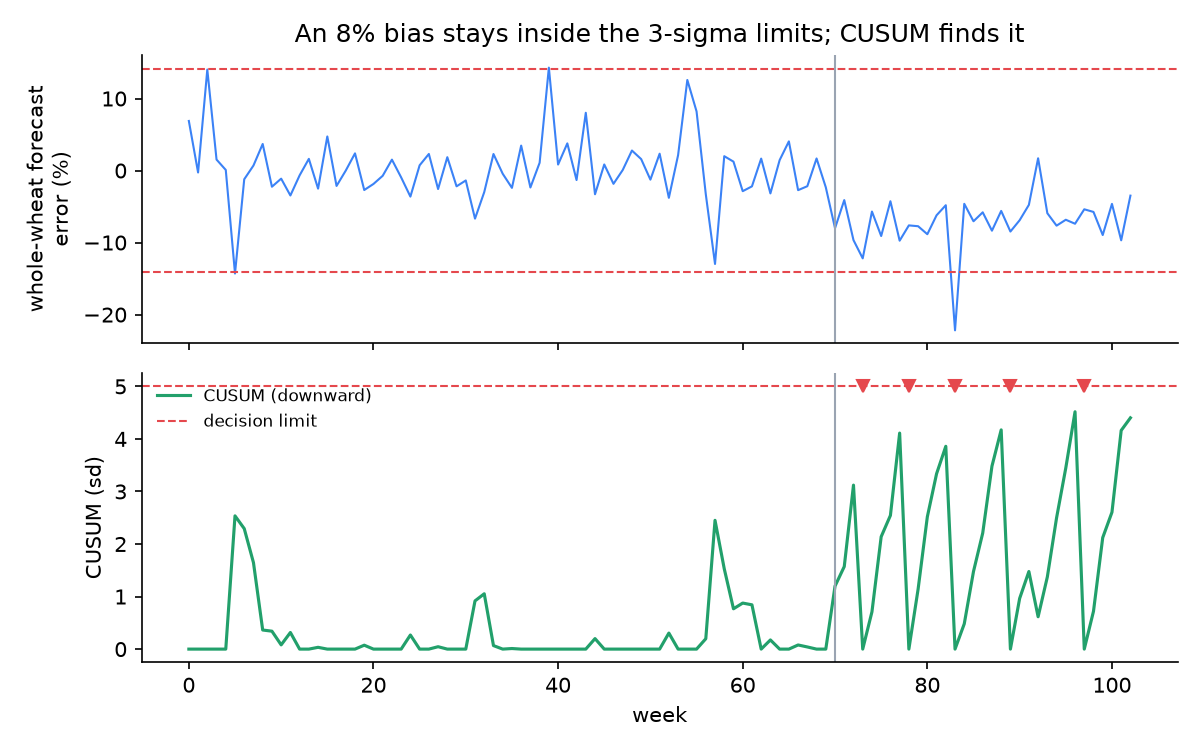 An 8% bias stays inside the 3-sigma limits; CUSUM finds it
whole-wheat forecast
error (%)
10
0
−10
−20
CUSUM (sd)
5
4
3
2
1
0
CUSUM (downward)
decision limit
0 20 40 60 80 100
week